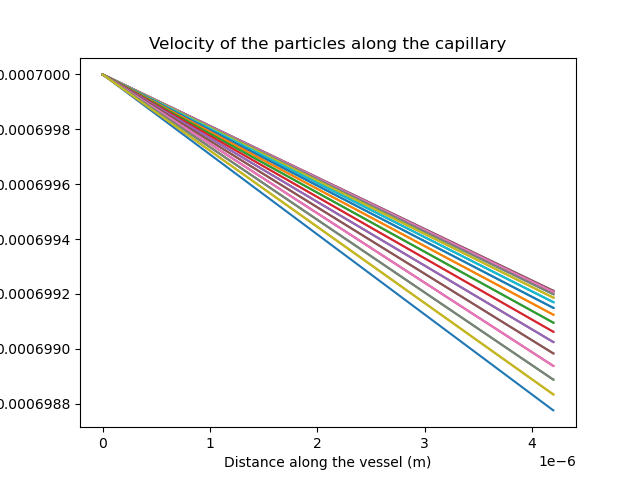 Velocity of the particles along the capillary
0.0007000
0.0006998
0.0006996
0.0006994
0.0006992
0.0006990
0.0006988
0 1 2 3 4
1e−6
Distance along the vessel (m)